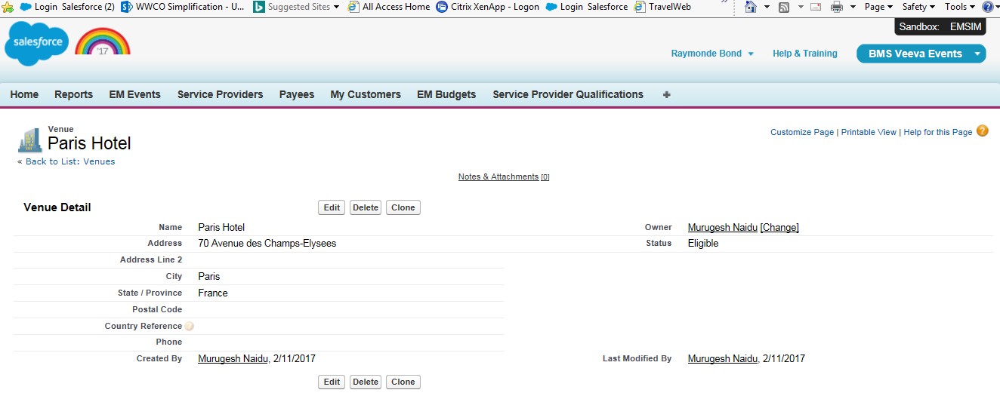 Login Salesforce (2) WWCO Simplification - U... Suggested Sites All Access Home Citrix XenApp - Logon Login Salesforce TravelWeb » Page Safety Tools ?
salesforce '17 Sandbox: EMSIM
Raymonde Bond Help & Training BMS Veeva Events
Home Reports EM Events Service Providers Payees My Customers EM Budgets Service Provider Qualifications +
Venue
Paris Hotel
Customize Page | Printable View | Help for this Page ?
« Back to List: Venues
Notes & Attachments [0]
Venue Detail Edit Delete Clone
Name Paris Hotel Owner Murugesh Naidu [Change]
Address 70 Avenue des Champs-Elysees Status Eligible
Address Line 2
City Paris
State / Province France
Postal Code
Country Reference ?
Phone
Created By Murugesh Naidu, 2/11/2017 Last Modified By Murugesh Naidu, 2/11/2017
Edit Delete Clone